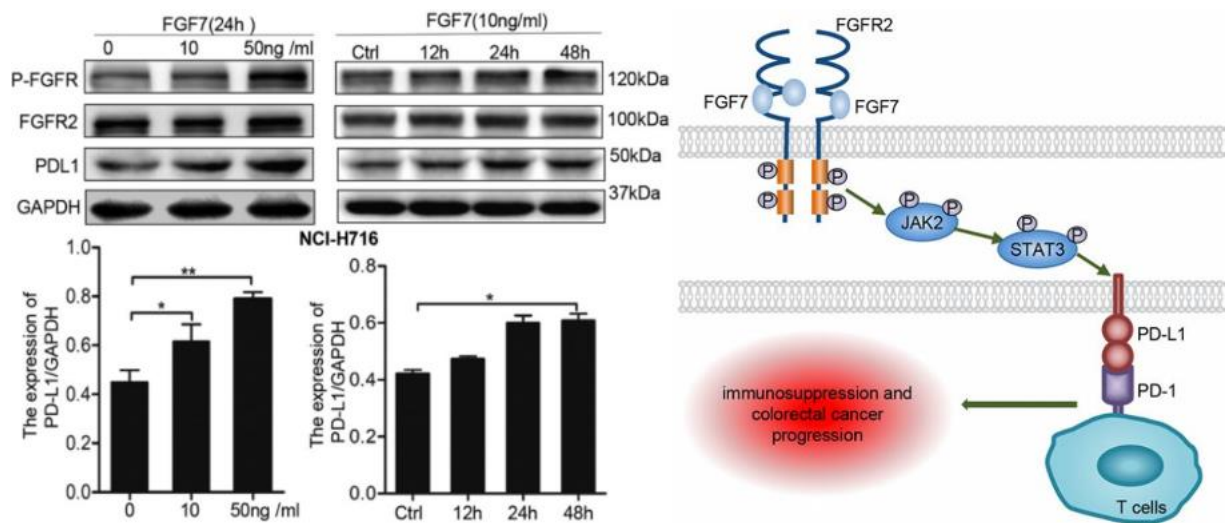 FGF7(24h )
0 10 50ng /ml
P-FGFR
FGFR2
PDL1
GAPDH
FGF7(10ng/ml)
Ctrl 12h 24h 48h
120kDa
100kDa
50kDa
37kDa
NCI-H716
The expression of
PD-L1/GAPDH
1.0
0.8
0.6
0.4
0.2
0.0
*
**
0 10 50ng /ml
The expression of
PD-L1/GAPDH
0.8
0.6
0.4
0.2
0.0
*
Ctrl 12h 24h 48h
FGFR2
FGF7
FGF7
P P
P P
P P
JAK2
P P
STAT3
PD-L1
PD-1
T cells
immunosuppression and
colorectal cancer
progression